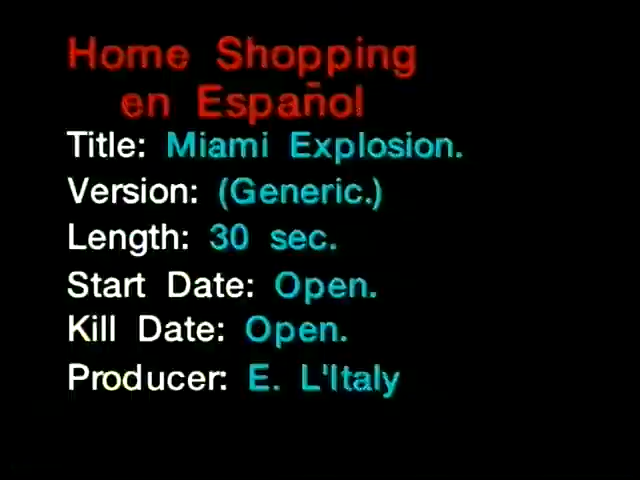 Home Shopping
en Español
Title: Miami Explosion.
Version: (Generic.)
Length: 30 sec.
Start Date: Open.
Kill Date: Open.
Producer: E. L'Italy